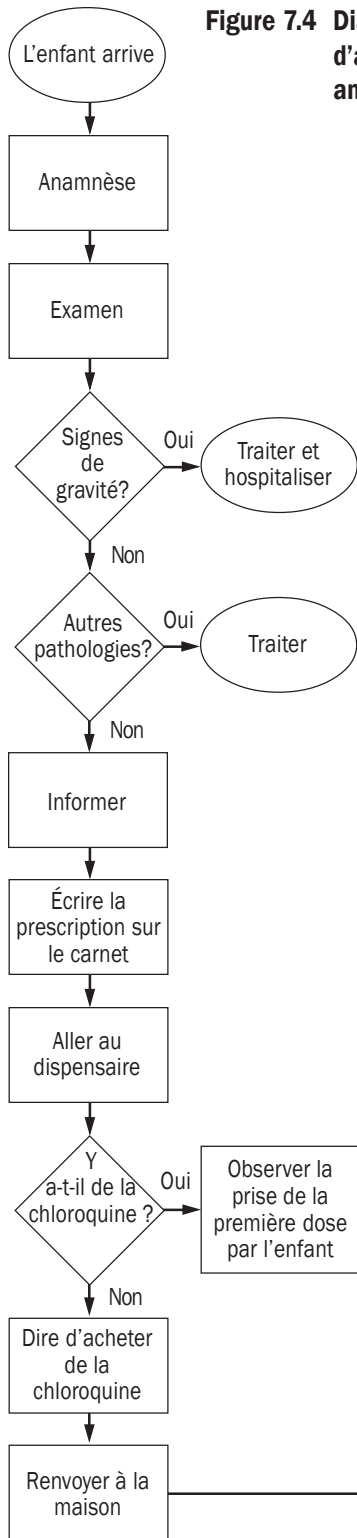 Figure 7.4 Di
d'a
an
L'enfant arrive
Anamnèse
Examen
Signes
de
gravité?
Oui
Traiter et
hospitaliser
Non
Autres
pathologies?
Oui
Traiter
Non
Informer
Écrire la
prescription sur
le carnet
Aller au
dispensaire
Y
a-t-il de la
chloroquine ?
Oui
Observer la
prise de la
première dose
par l'enfant
Non
Dire d'acheter
de la
chloroquine
Renvoyer à la
maison